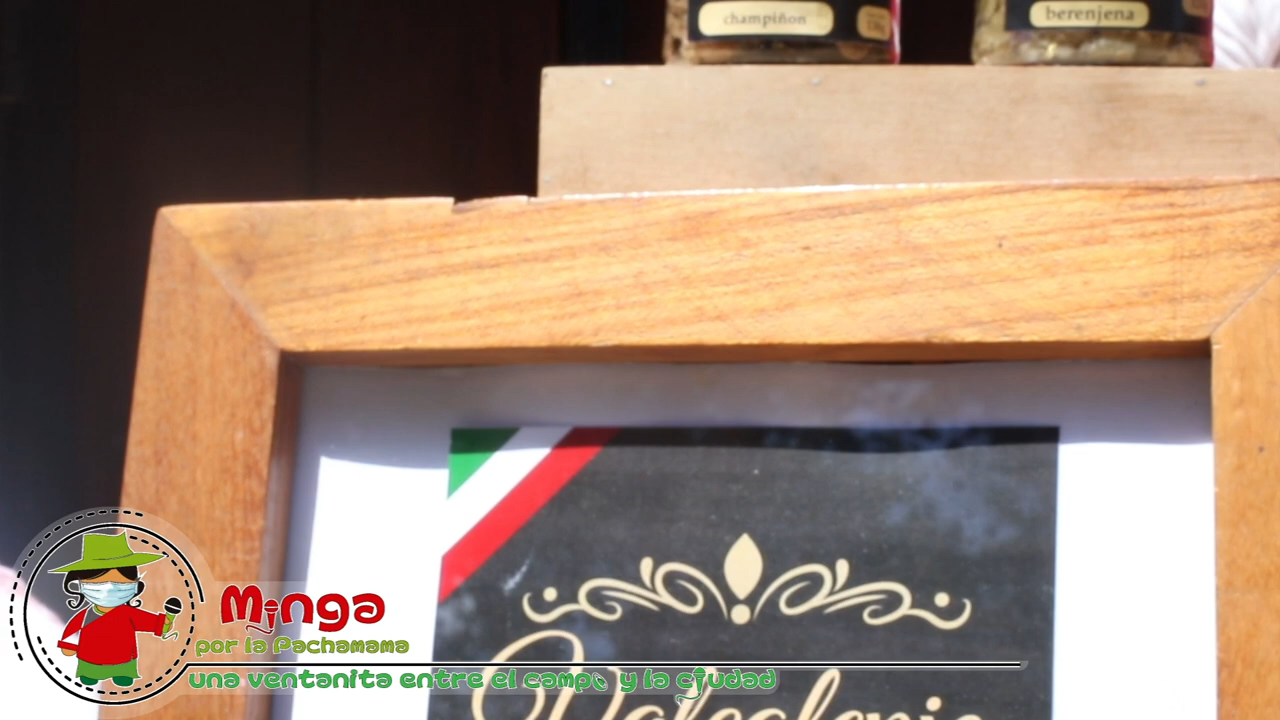 champiñon
berenjena
Minga
por la Pachamama
una ventanita entre el campo y la ciudad